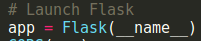 # Launch Flask
app = Flask(__name__)